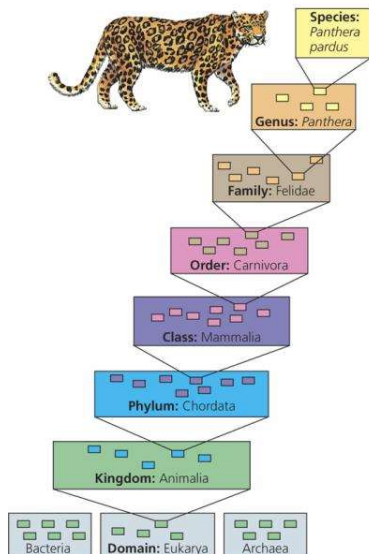 Species:
Panthera
pardus
Genus: Panthera
Family: Felidae
Order: Carnivora
Class: Mammalia
Phylum: Chordata
Kingdom: Animalia
Bacteria
Domain: Eukarya
Archaea